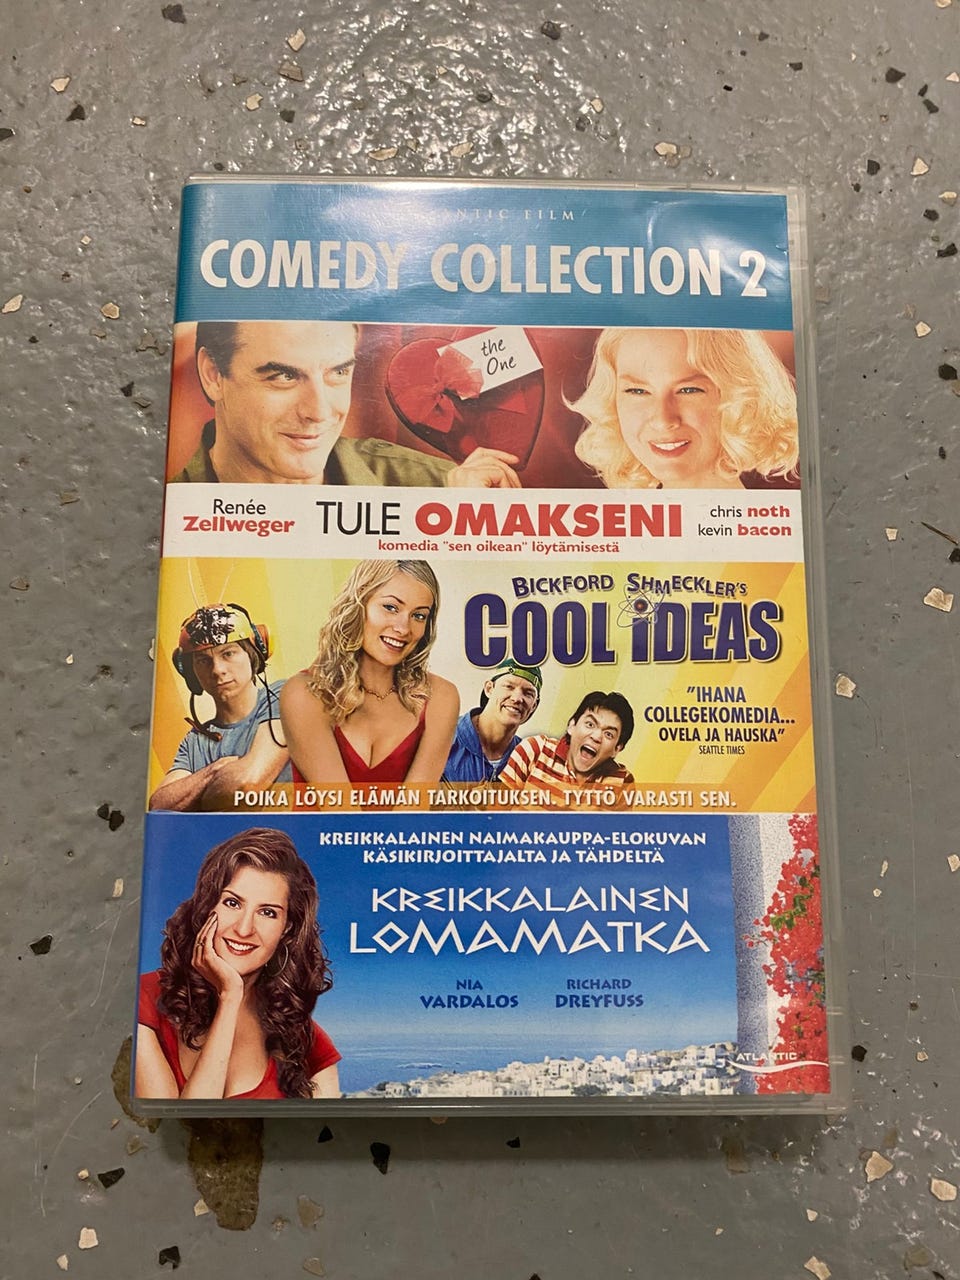 FILM
COMEDY COLLECTION 2
the
One
Renée
Zellweger
TULE OMAKSENI
komedia "sen oikean" löytämisestä
chris noth
kevin bacon
BICKFORD SHMECKLER'S
COOL IDEAS
"IHANA
COLLEGEKOMEDIA...
OVELA JA HAUSKA"
SEATTLE TIMES
POIKA LÖYSI ELÄMÄN TARKOITUKSEN. TYTTÖ VARASTI SEN.
KREIKKALAINEN NAIMAKAUPPA-ELOKUVAN
KÄSIKIRJOITTAJALTA JA TÄHDELTÄ
KREIKKALAINEN
LOMAMATKA
NIA
VARDALOS
RICHARD
DREYFUSS
ATLANTIC